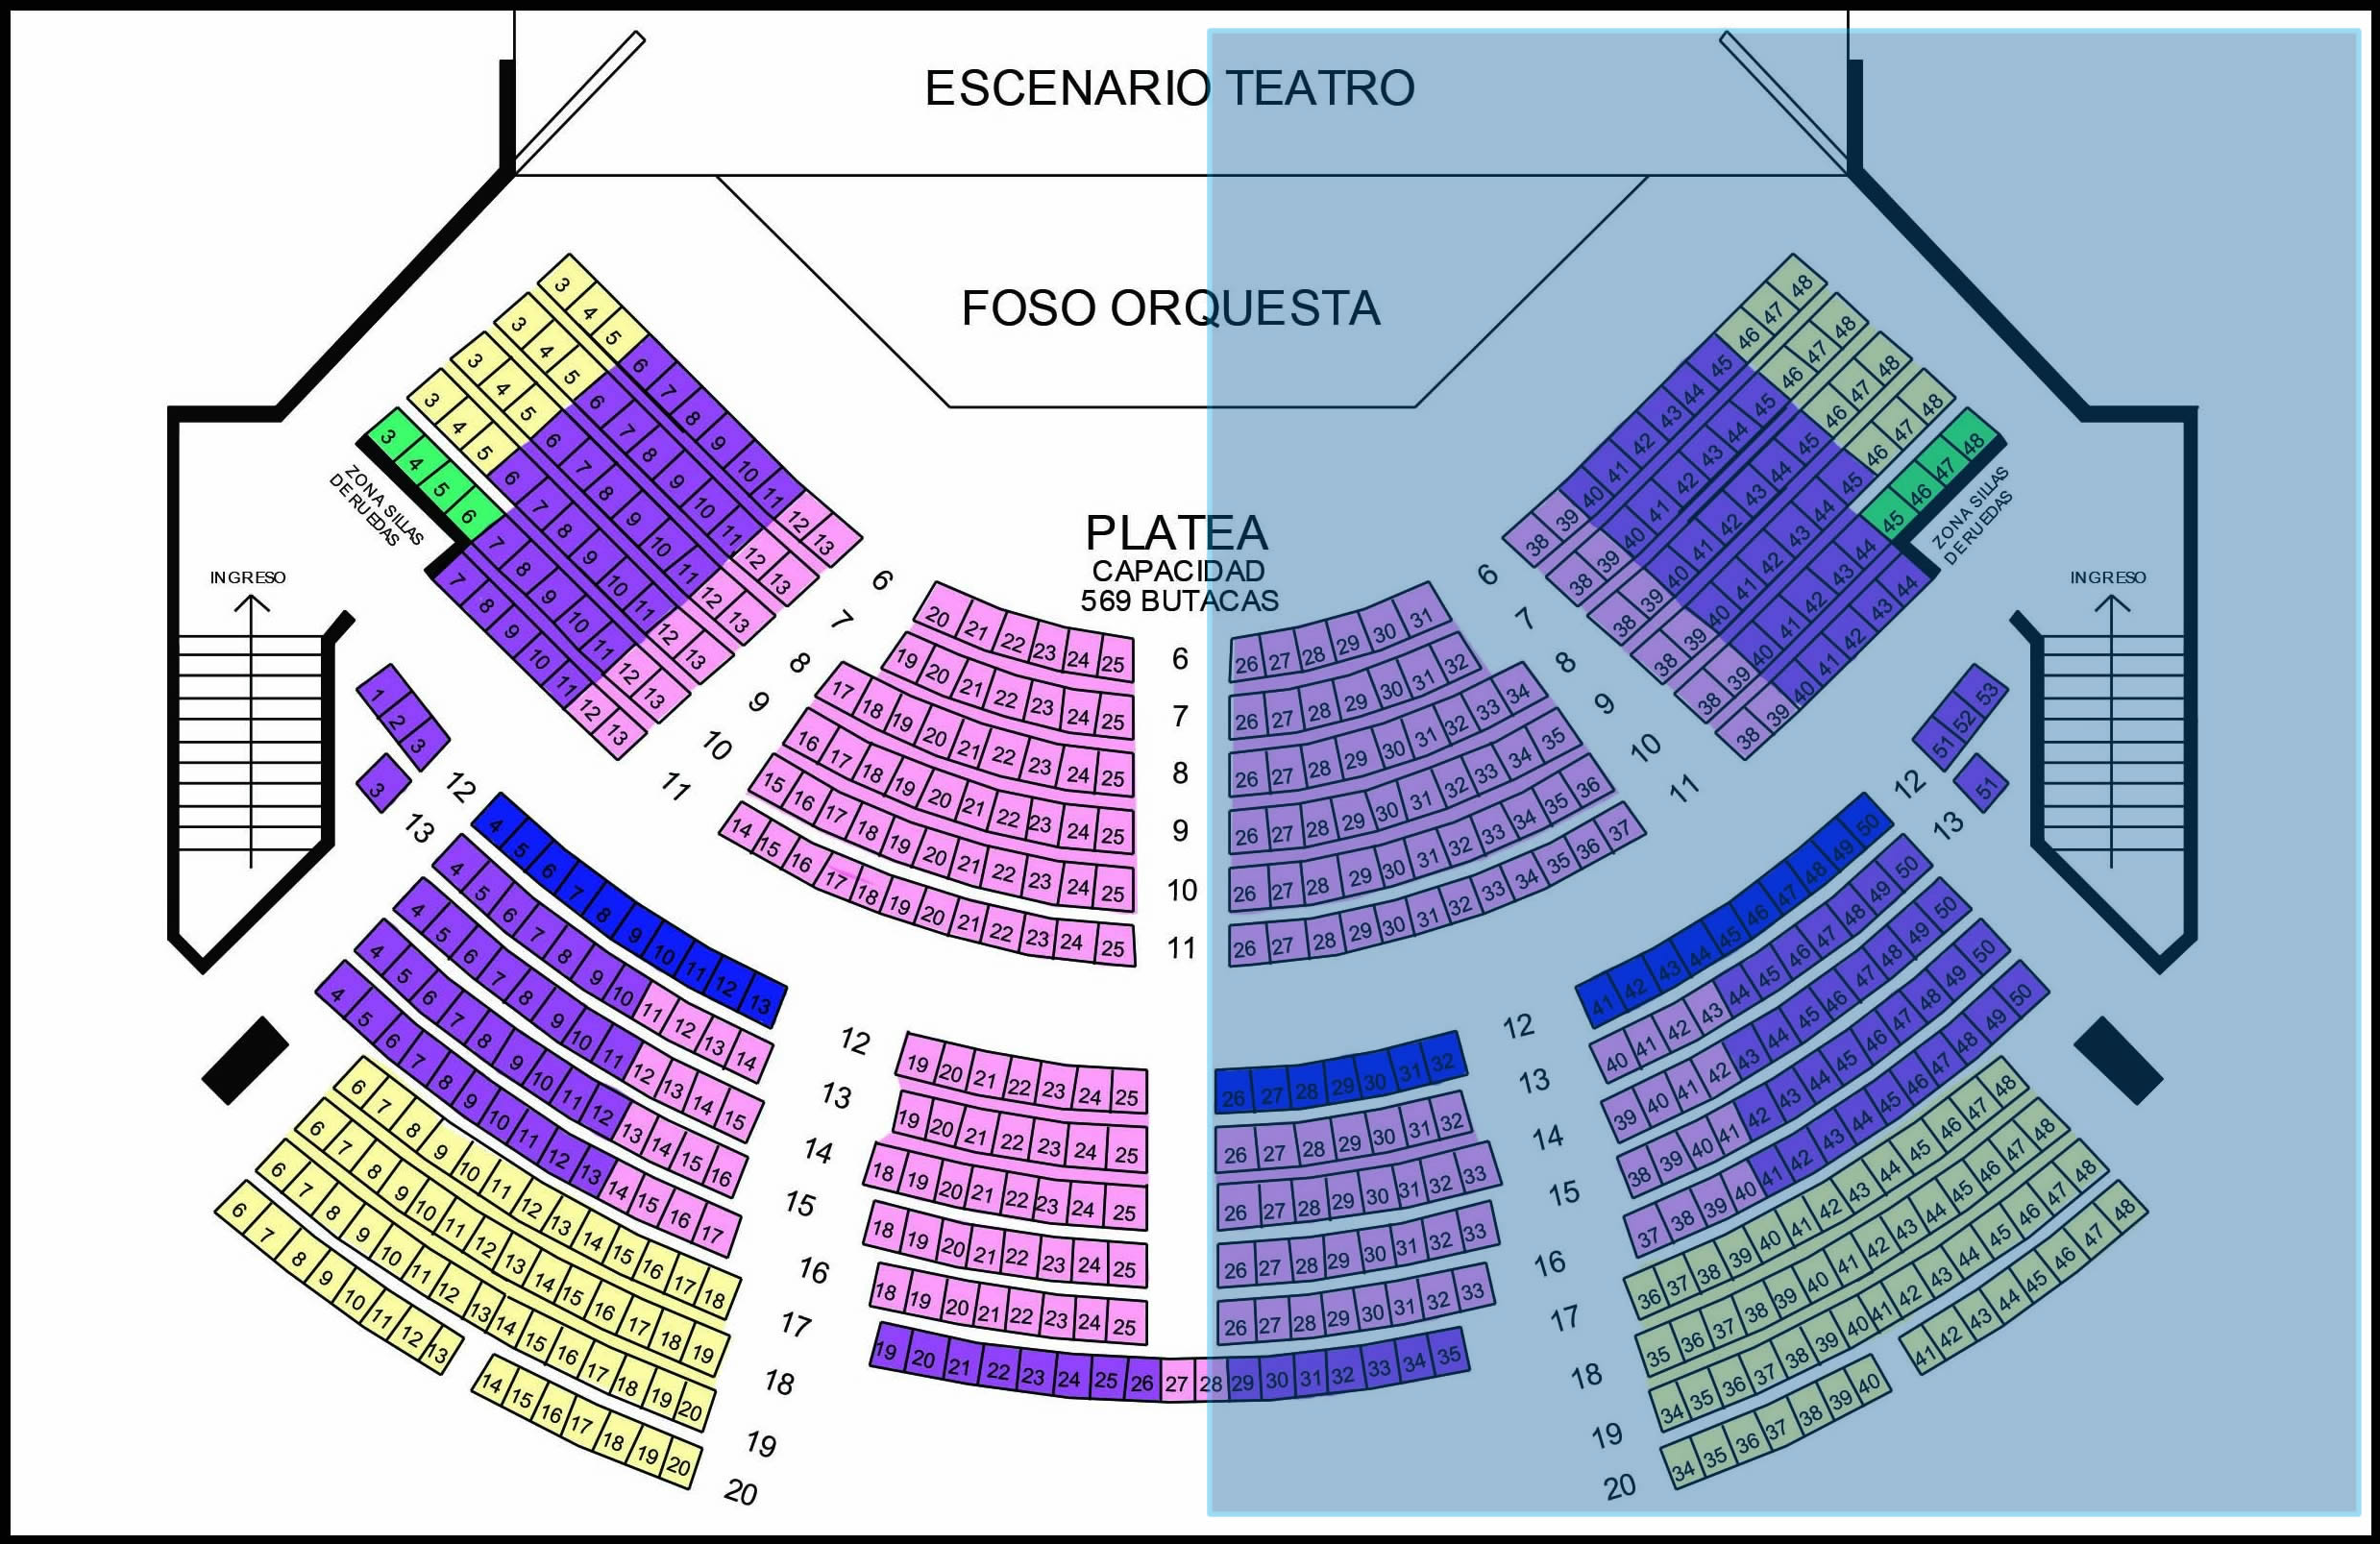 ESCENARIO TEATRO
FOSO ORQUESTA
PLATEA
CAPACIDAD
569 BUTACAS
3 4 5 6 7 8 9 10 11 12 13
3 4 5 6 7 8 9 10 11 12 13
3 4 5 6 7 8 9 10 11 12 13
3 4 5 6 7 8 9 10 11 12 13
3 4 5 6 7 8 9 10 11 12 13
7 8 9 10 11 12 13
ZONA SILLAS
DE RUEDAS
INGRESO
6
7
8
9
10
11
20 21 22 23 24 25
19 20 21 22 23 24 25
17 18 19 20 21 22 23 24 25
16 17 18 19 20 21 22 23 24 25
15 16 17 18 19 20 21 22 23 24 25
14 15 16 17 18 19 20 21 22 23 24 25
6
7
8
9
10
11
26 27 28 29 30 31
26 27 28 29 30 31 32
26 27 28 29 30 31 32 33 34
26 27 28 29 30 31 32 33 34 35
26 27 28 29 30 31 32 33 34 35 36
26 27 28 29 30 31 32 33 34 35 36 37
6
7
8
9
10
11
38 39 40 41 42 43 44 45 46 47 48
38 39 40 41 42 43 44 45 46 47 48
38 39 40 41 42 43 44 45 46 47 48
38 39 40 41 42 43 44 45 46 47 48
38 39 40 41 42 43 44 45 46 47 48
38 39 40 41 42 43 44
ZONA SILLAS
DE RUEDAS
INGRESO
1 2 3
3
12
13
4 5 6 7 8 9 10 11 12 13
4 5 6 7 8 9 10 11 12 13 14
4 5 6 7 8 9 10 11 12 13 14 15
4 5 6 7 8 9 10 11 12 13 14 15 16
4 5 6 7 8 9 10 11 12 13 14 15 16 17
6 7 8 9 10 11 12 13 14 15 16 17 18
6 7 8 9 10 11 12 13 14 15 16 17 18 19
6 7 8 9 10 11 12 13 14 15 16 17 18 19 20
6 7 8 9 10 11 12 13 14 15 16 17 18 19 20
12
13
14
15
16
17
18
19
20
19 20 21 22 23 24 25
19 20 21 22 23 24 25
18 19 20 21 22 23 24 25
18 19 20 21 22 23 24 25
18 19 20 21 22 23 24 25
19 20 21 22 23 24 25 26 27 28 29 30 31 32 33 34 35
26 27 28 29 30 31 32
26 27 28 29 30 31 32
26 27 28 29 30 31 32 33
26 27 28 29 30 31 32 33
26 27 28 29 30 31 32 33
12
13
14
15
16
17
18
19
20
51 52 53
51
12
13
41 42 43 44 45 46 47 48 49 50
40 41 42 43 44 45 46 47 48 49 50
39 40 41 42 43 44 45 46 47 48 49 50
38 39 40 41 42 43 44 45 46 47 48 49 50
37 38 39 40 41 42 43 44 45 46 47 48 49 50
36 37 38 39 40 41 42 43 44 45 46 47 48
35 36 37 38 39 40 41 42 43 44 45 46 47 48
34 35 36 37 38 39 40 41 42 43 44 45 46 47 48
34 35 36 37 38 39 40 41 42 43 44 45 46 47 48